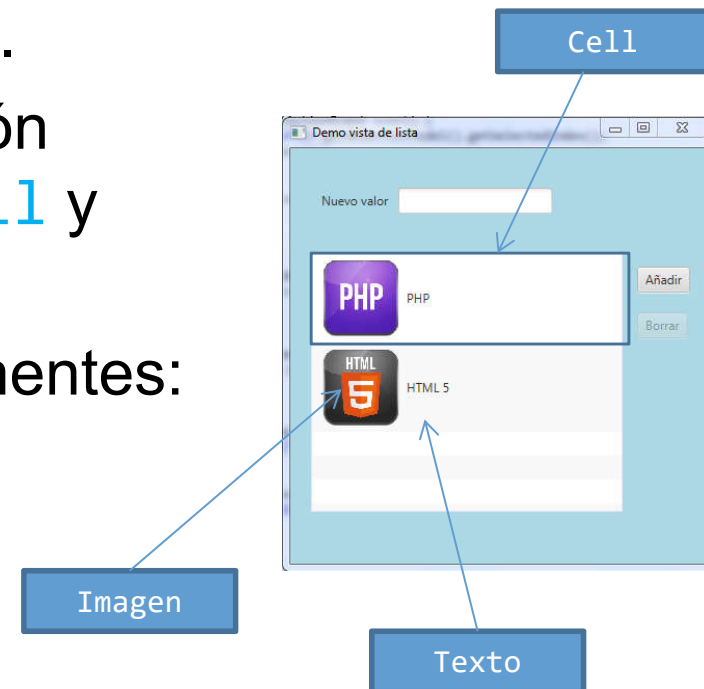 .
ón
ll y
nentes:
Cell
Demo vista de lista
Nuevo valor
PHP
PHP
Añadir
Borrar
HTML
5
HTML 5
Imagen
Texto